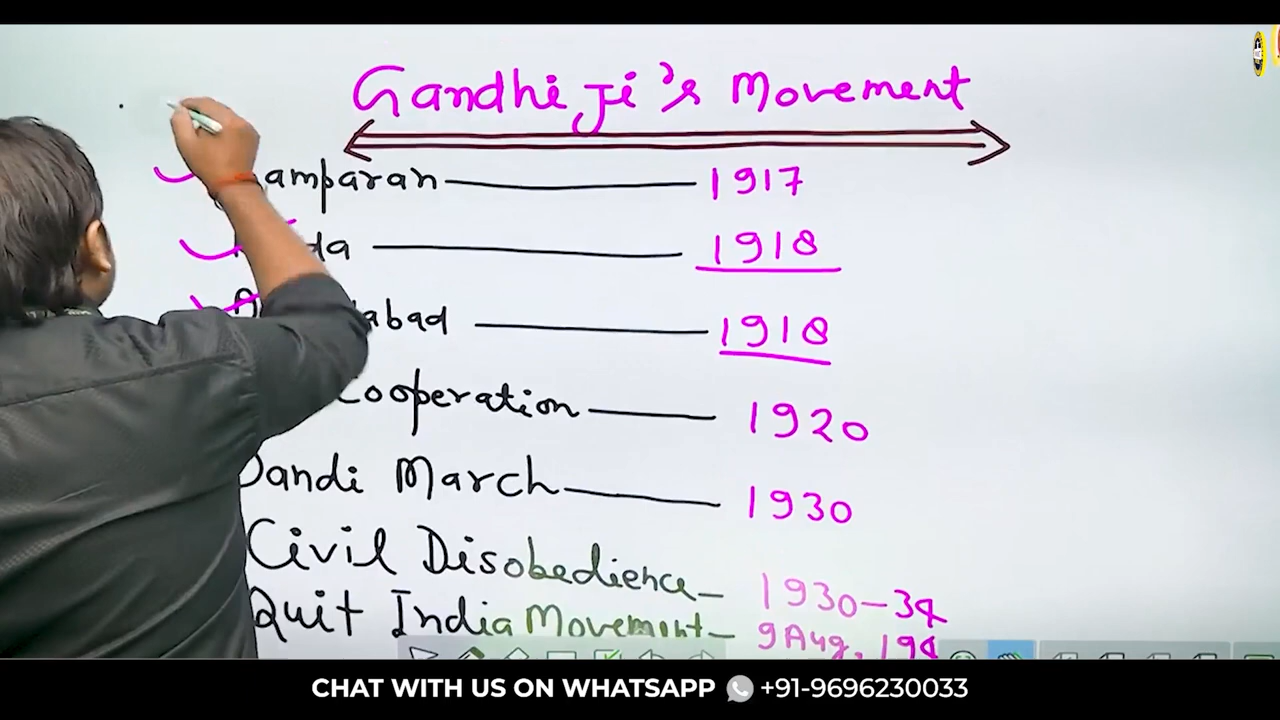 Gandhi Ji's Movement
amparan — 1917
da — 1918
abad — 1918
Cooperation — 1920
Dandi March — 1930
Civil Disobedience — 1930-34
Quit India Movement — 9 Aug, 194
CHAT WITH US ON WHATSAPP +91-9696230033